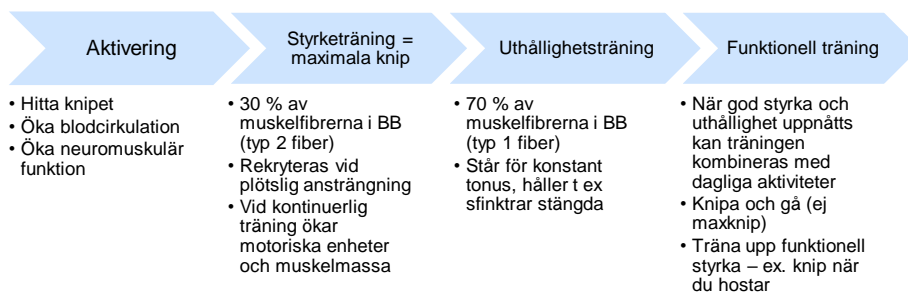 Aktivering
• Hitta knipet
• Öka blodcirkulation
• Öka neuromuskulär
funktion
Styrketräning =
maximala knip
• 30 % av
muskelfibrerna i BB
(typ 2 fiber)
• Rekryteras vid
plötslig ansträngning
• Vid kontinuerlig
träning ökar
motoriska enheter
och muskelmassa
Uthållighetsträning
• 70 % av
muskelfibrerna i BB
(typ 1 fiber)
• Står för konstant
tonus, håller t ex
sfinktrar stängda
Funktionell träning
• När god styrka och
uthållighet uppnåtts
kan träningen
kombineras med
dagliga aktiviteter
• Knipa och gå (ej
maxknip)
• Träna upp funktionell
styrka – ex. knip när
du hostar